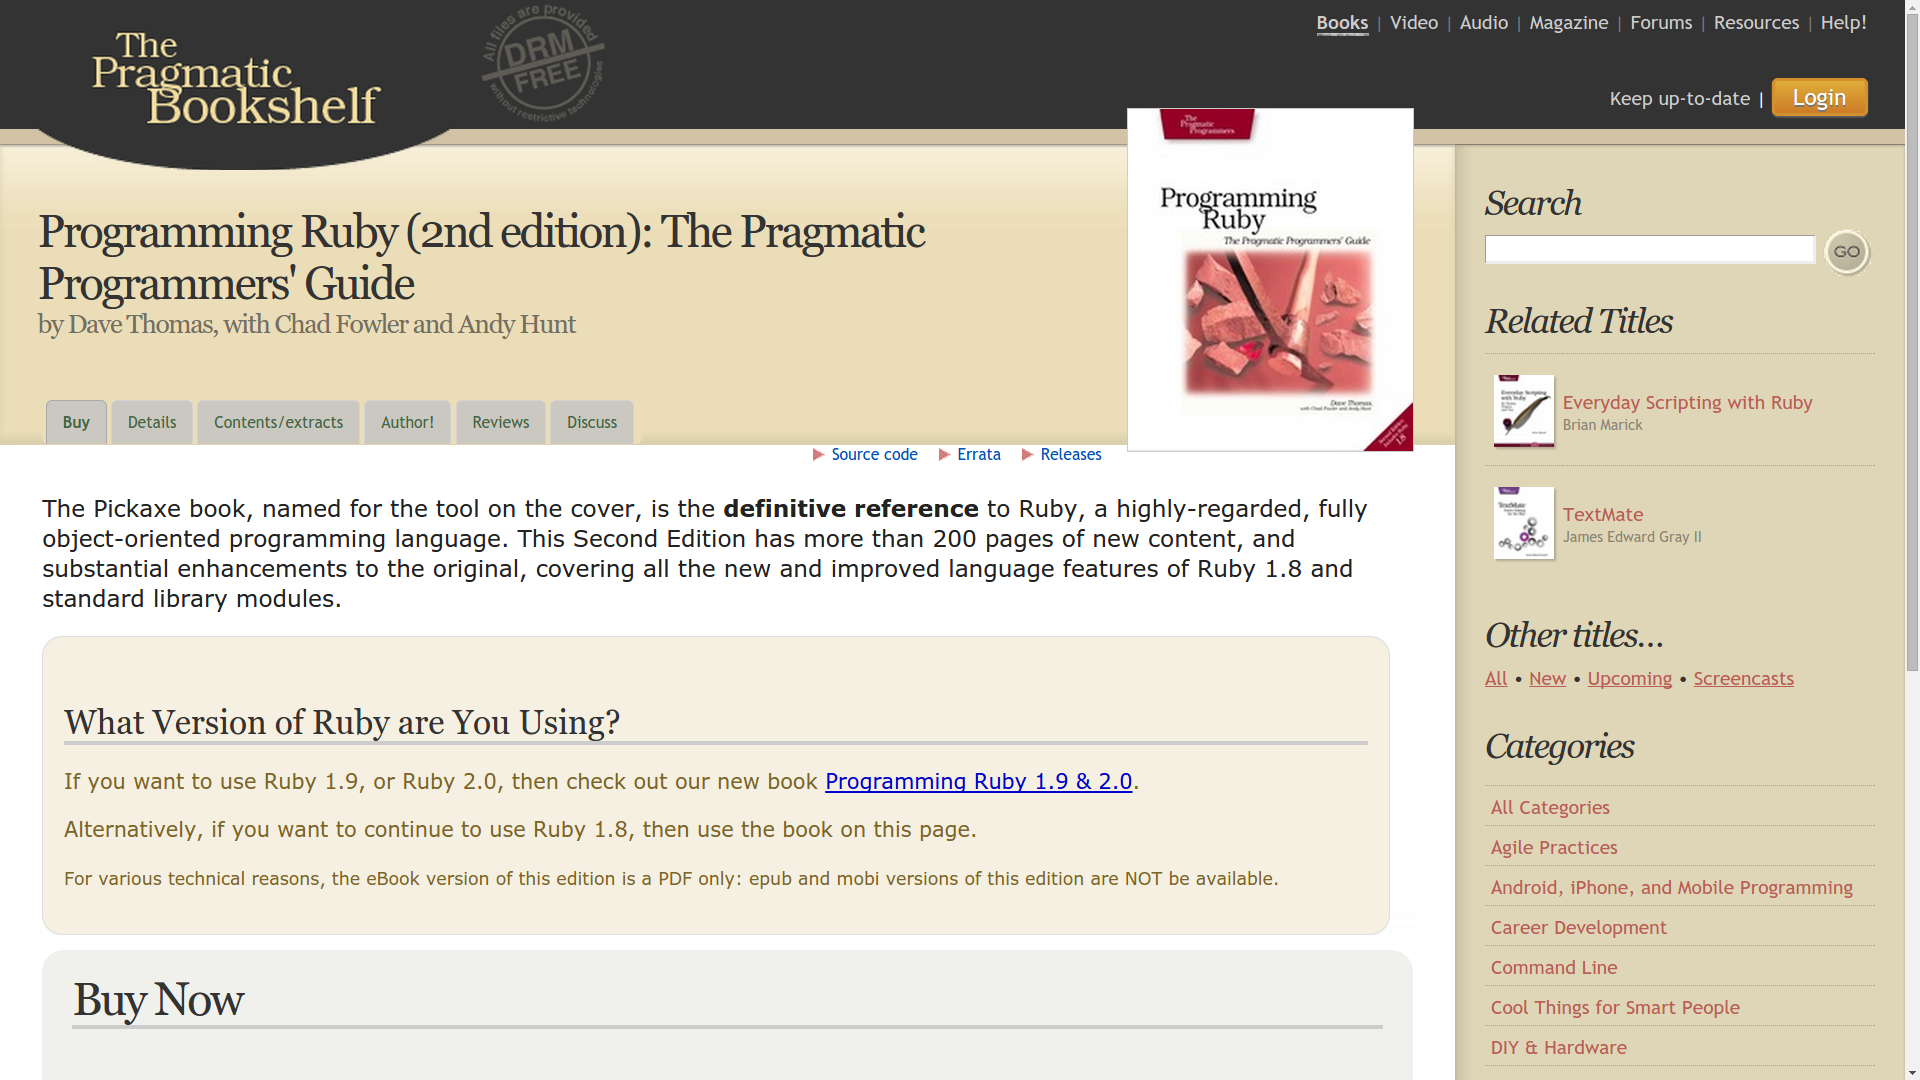 The
Pragmatic
Bookshelf
All files are provided
DRM
FREE
without restrictive technologies
Books | Video | Audio | Magazine | Forums | Resources | Help!
Keep up-to-date | Login
Programming Ruby (2nd edition): The Pragmatic
Programmers' Guide
by Dave Thomas, with Chad Fowler and Andy Hunt
The
Pragmatic
Programmers
Programming
Ruby
The Pragmatic Programmers' Guide
Dave Thomas,
with Chad Fowler and Andy Hunt
Buy
Details
Contents/extracts
Author!
Reviews
Discuss
Source code
Errata
Releases
The Pickaxe book, named for the tool on the cover, is the definitive reference to Ruby, a highly-regarded, fully
object-oriented programming language. This Second Edition has more than 200 pages of new content, and
substantial enhancements to the original, covering all the new and improved language features of Ruby 1.8 and
standard library modules.
What Version of Ruby are You Using?
If you want to use Ruby 1.9, or Ruby 2.0, then check out our new book Programming Ruby 1.9 & 2.0.
Alternatively, if you want to continue to use Ruby 1.8, then use the book on this page.
For various technical reasons, the eBook version of this edition is a PDF only: epub and mobi versions of this edition are NOT be available.
Buy Now
Search
GO
Related Titles
Everyday Scripting
with Ruby
Everyday Scripting with Ruby
Brian Marick
TextMate
TextMate
James Edward Gray II
Other titles...
All • New • Upcoming • Screencasts
Categories
All Categories
Agile Practices
Android, iPhone, and Mobile Programming
Career Development
Command Line
Cool Things for Smart People
DIY & Hardware